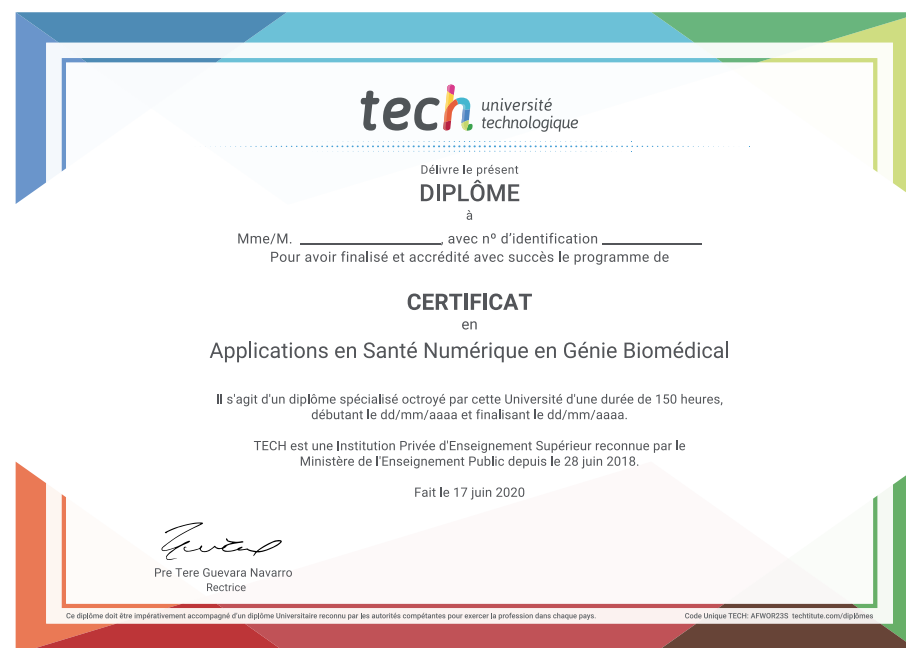 tech université
technologique
Délivre le présent
DIPLÔME
à
Mme/M. ____________________, avec nº d'identification ______________
Pour avoir finalisé et accrédité avec succès le programme de
CERTIFICAT
en
Applications en Santé Numérique en Génie Biomédical
Il s'agit d'un diplôme spécialisé octroyé par cette Université d'une durée de 150 heures,
débutant le dd/mm/aaaa et finalisant le dd/mm/aaaa.
TECH est une Institution Privée d'Enseignement Supérieur reconnue par le
Ministère de l'Enseignement Public depuis le 28 juin 2018.
Fait le 17 juin 2020
Pre Tere Guevara Navarro
Rectrice
Ce diplôme doit être impérativement accompagné d'un diplôme Universitaire reconnu par les autorités compétantes pour exercer la profession dans chaque pays.
Code Unique TECH: AFWOR23S techtitute.com/diplômes